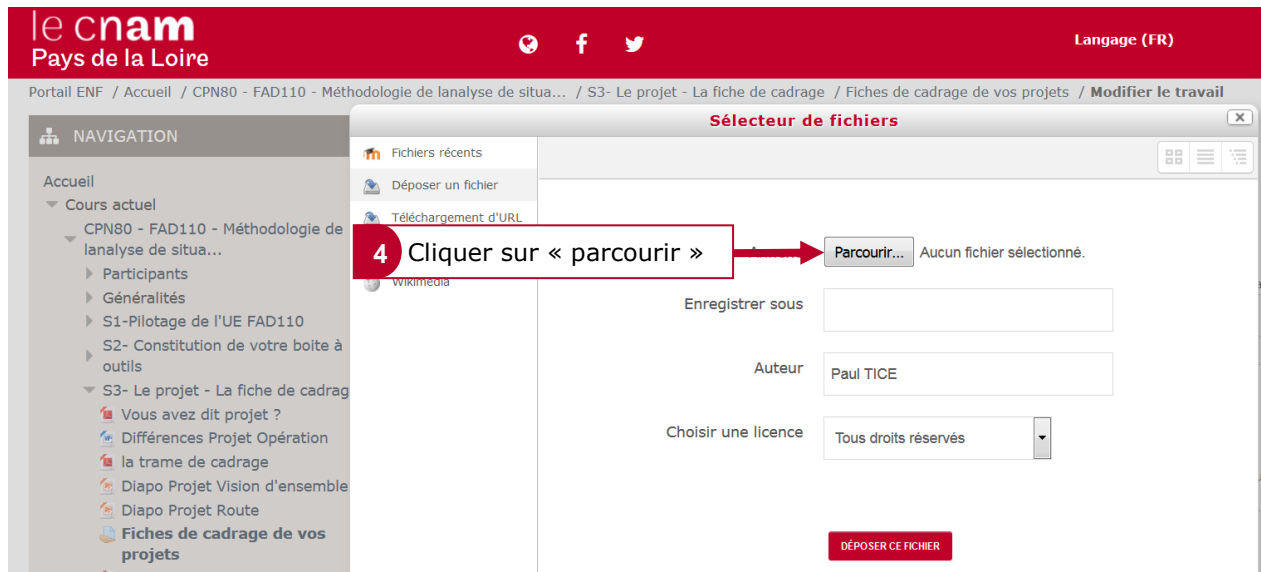 le cnam
Pays de la Loire
f
Langage (FR)
Portail ENF / Accueil / CPN80 - FAD110 - Méthodologie de lanalyse de situa... / S3- Le projet - La fiche de cadrage / Fiches de cadrage de vos projets / Modifier le travail
NAVIGATION
Accueil
Cours actuel
CPN80 - FAD110 - Méthodologie de
lanalyse de situa...
Participants
Généralités
S1-Pilotage de l'UE FAD110
S2- Constitution de votre boite à
outils
S3- Le projet - La fiche de cadrag
Vous avez dit projet ?
Différences Projet Opération
la trame de cadrage
Diapo Projet Vision d'ensemble
Diapo Projet Route
Fiches de cadrage de vos
projets
Sélecteur de fichiers
x
Fichiers récents
Déposer un fichier
Téléchargement d'URL
Wikimedia
4 Cliquer sur « parcourir »
Parcourir... Aucun fichier sélectionné.
Enregistrer sous
Auteur Paul TICE
Choisir une licence Tous droits réservés
DÉPOSER CE FICHIER